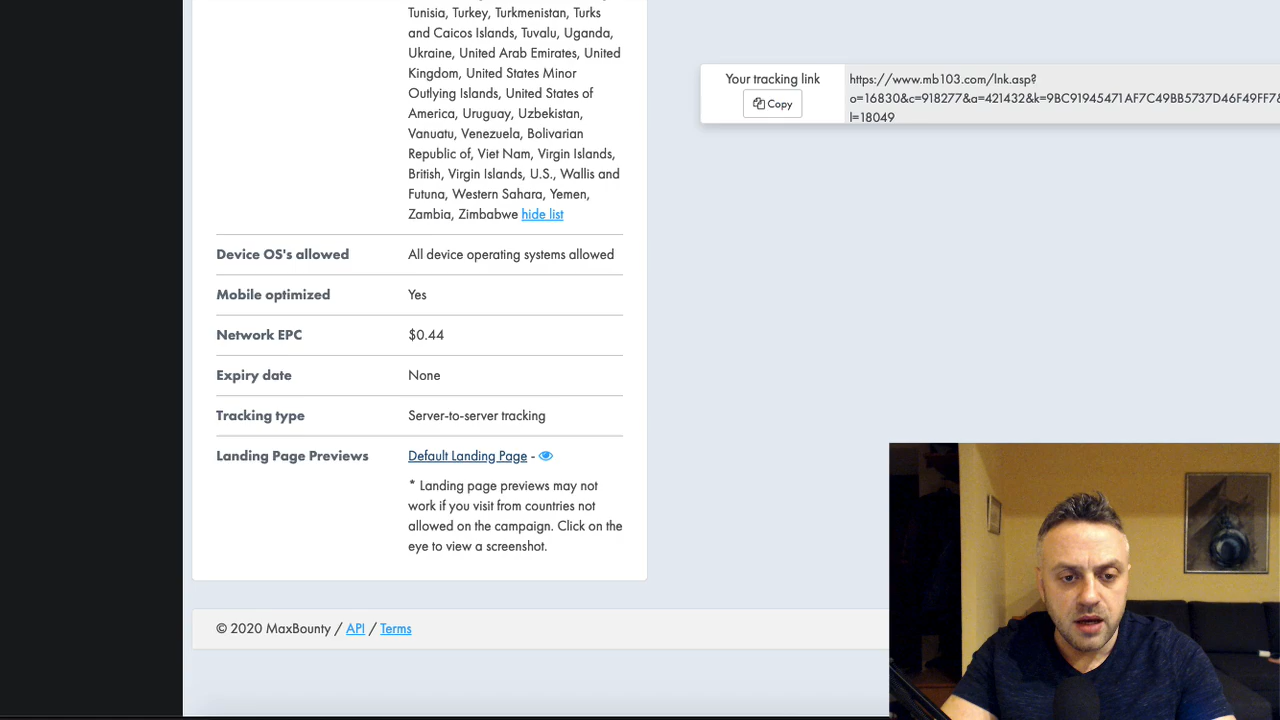 Tunisia, Turkey, Turkmenistan, Turks
and Caicos Islands, Tuvalu, Uganda,
Ukraine, United Arab Emirates, United
Kingdom, United States Minor
Outlying Islands, United States of
America, Uruguay, Uzbekistan,
Vanuatu, Venezuela, Bolivarian
Republic of, Viet Nam, Virgin Islands,
British, Virgin Islands, U.S., Wallis and
Futuna, Western Sahara, Yemen,
Zambia, Zimbabwe hide list
Device OS's allowed All device operating systems allowed
Mobile optimized Yes
Network EPC $0.44
Expiry date None
Tracking type Server-to-server tracking
Landing Page Previews Default Landing Page -
* Landing page previews may not
work if you visit from countries not
allowed on the campaign. Click on the
eye to view a screenshot.
© 2020 MaxBounty / API / Terms
Your tracking link
Copy
https://www.mb103.com/lnk.asp?
o=16830&c=918277&a=421432&k=9BC91945471AF7C49BB5737D46F49FF7&
l=18049